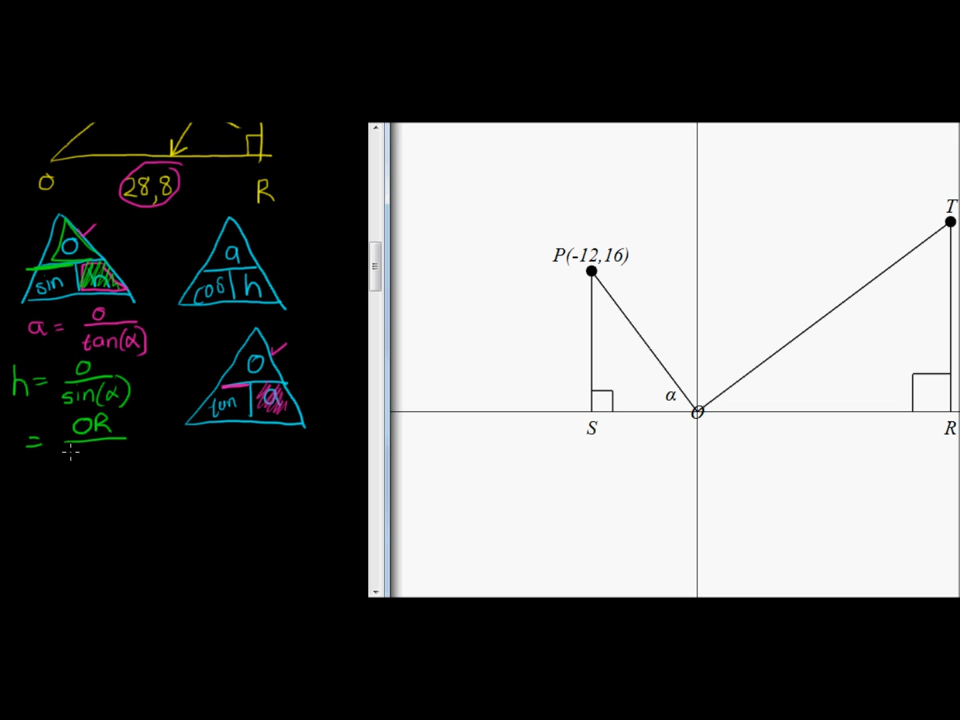 O 28,8 R
o
sin h
a
cos h
a = o / tan(α)
o
tan a
h = o / sin(α)
= OR
P(-12,16)
T
α
S O R